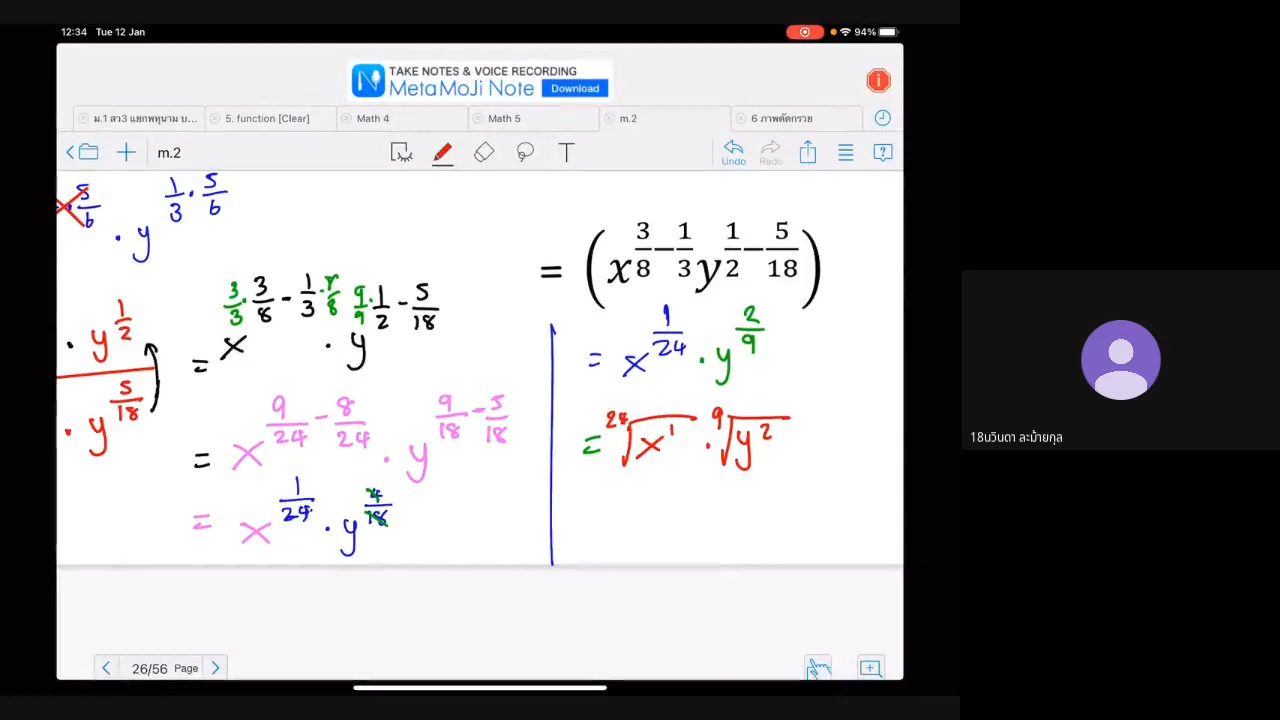 12:34 Tue 12 Jan 94%
TAKE NOTES & VOICE RECORDING
MetaMoJi Note Download
ม.1 สว3 แยกพหุนาม บ... 5. function [Clear] Math 4 Math 5 m.2 6 ภาพตัดกรวย
m.2 T Undo Redo
· 5/6 · y^(1/3 · 5/6)
= (x^(3/8 − 1/3) y^(1/2 − 5/18))
· y^(1/2)
· y^(5/18)
= x^(3/3 · 3/8 − 1/3 · 8/8) · y^(9/9 · 1/2 − 5/18)
= x^(9/24 − 8/24) · y^(9/18 − 5/18)
= x^(1/24) · y^(4/18)
= x^(1/24) · y^(2/9)
= ²⁴√x¹ · ⁹√y²
26/56 Page
18นวินดา ละม้ายกุล